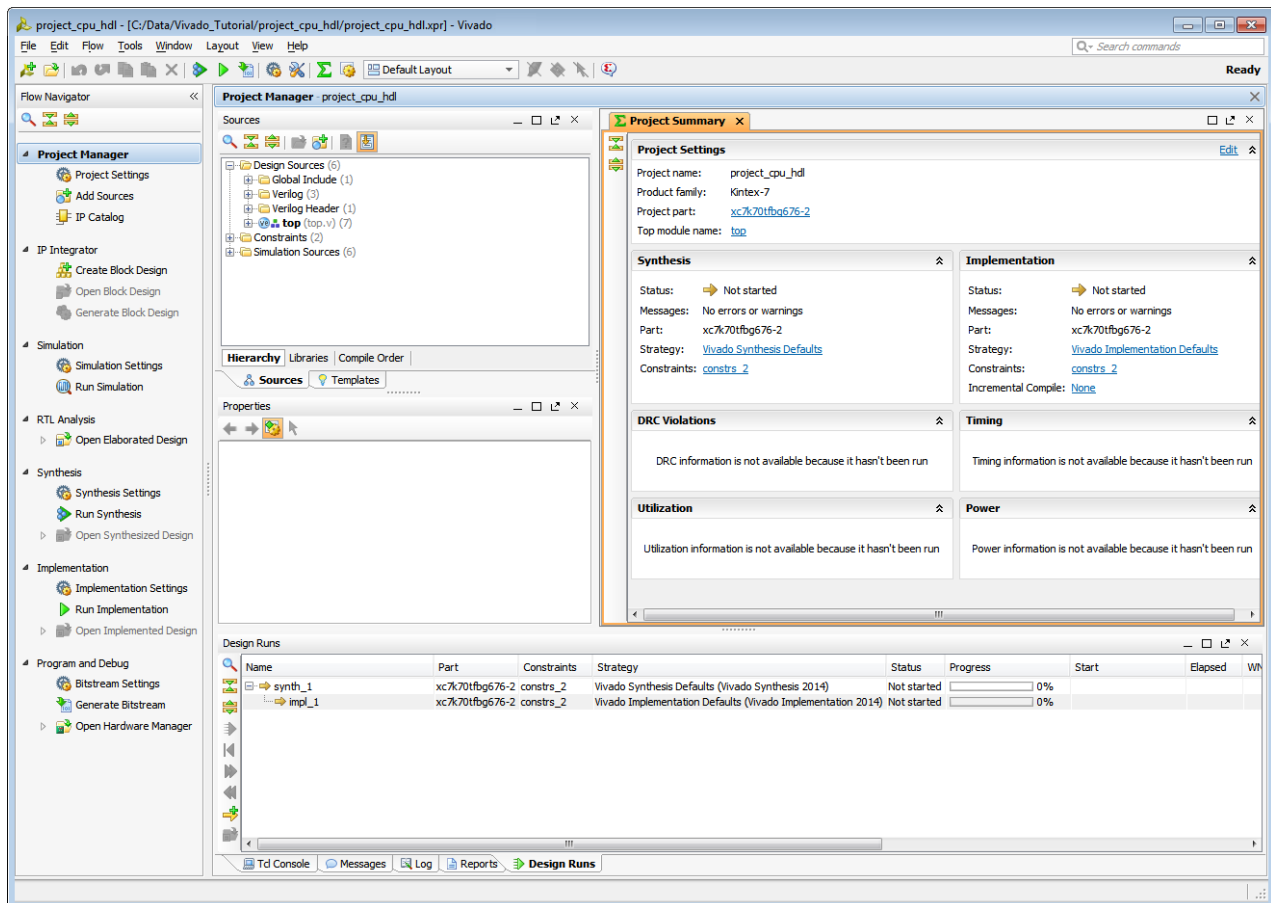 project_cpu_hdl - [C:/Data/Vivado_Tutorial/project_cpu_hdl/project_cpu_hdl.xpr] - Vivado
File Edit Flow Tools Window Layout View Help
Search commands
Default Layout
Ready
Flow Navigator
Project Manager
Project Settings
Add Sources
IP Catalog
IP Integrator
Create Block Design
Open Block Design
Generate Block Design
Simulation
Simulation Settings
Run Simulation
RTL Analysis
Open Elaborated Design
Synthesis
Synthesis Settings
Run Synthesis
Open Synthesized Design
Implementation
Implementation Settings
Run Implementation
Open Implemented Design
Program and Debug
Bitstream Settings
Generate Bitstream
Open Hardware Manager
Project Manager - project_cpu_hdl
Sources
Design Sources (6)
Global Include (1)
Verilog (3)
Verilog Header (1)
top (top.v) (7)
Constraints (2)
Simulation Sources (6)
Hierarchy Libraries Compile Order
Sources Templates
Properties
Project Summary
Project Settings Edit
Project name: project_cpu_hdl
Product family: Kintex-7
Project part: xc7k70tfbg676-2
Top module name: top
Synthesis
Status: Not started
Messages: No errors or warnings
Part: xc7k70tfbg676-2
Strategy: Vivado Synthesis Defaults
Constraints: constrs_2
Implementation
Status: Not started
Messages: No errors or warnings
Part: xc7k70tfbg676-2
Strategy: Vivado Implementation Defaults
Constraints: constrs_2
Incremental Compile: None
DRC Violations
DRC information is not available because it hasn't been run
Timing
Timing information is not available because it hasn't been run
Utilization
Utilization information is not available because it hasn't been run
Power
Power information is not available because it hasn't been run
Design Runs
Name Part Constraints Strategy Status Progress Start Elapsed WN
synth_1 xc7k70tfbg676-2 constrs_2 Vivado Synthesis Defaults (Vivado Synthesis 2014) Not started 0%
impl_1 xc7k70tfbg676-2 constrs_2 Vivado Implementation Defaults (Vivado Implementation 2014) Not started 0%
Tcl Console Messages Log Reports Design Runs